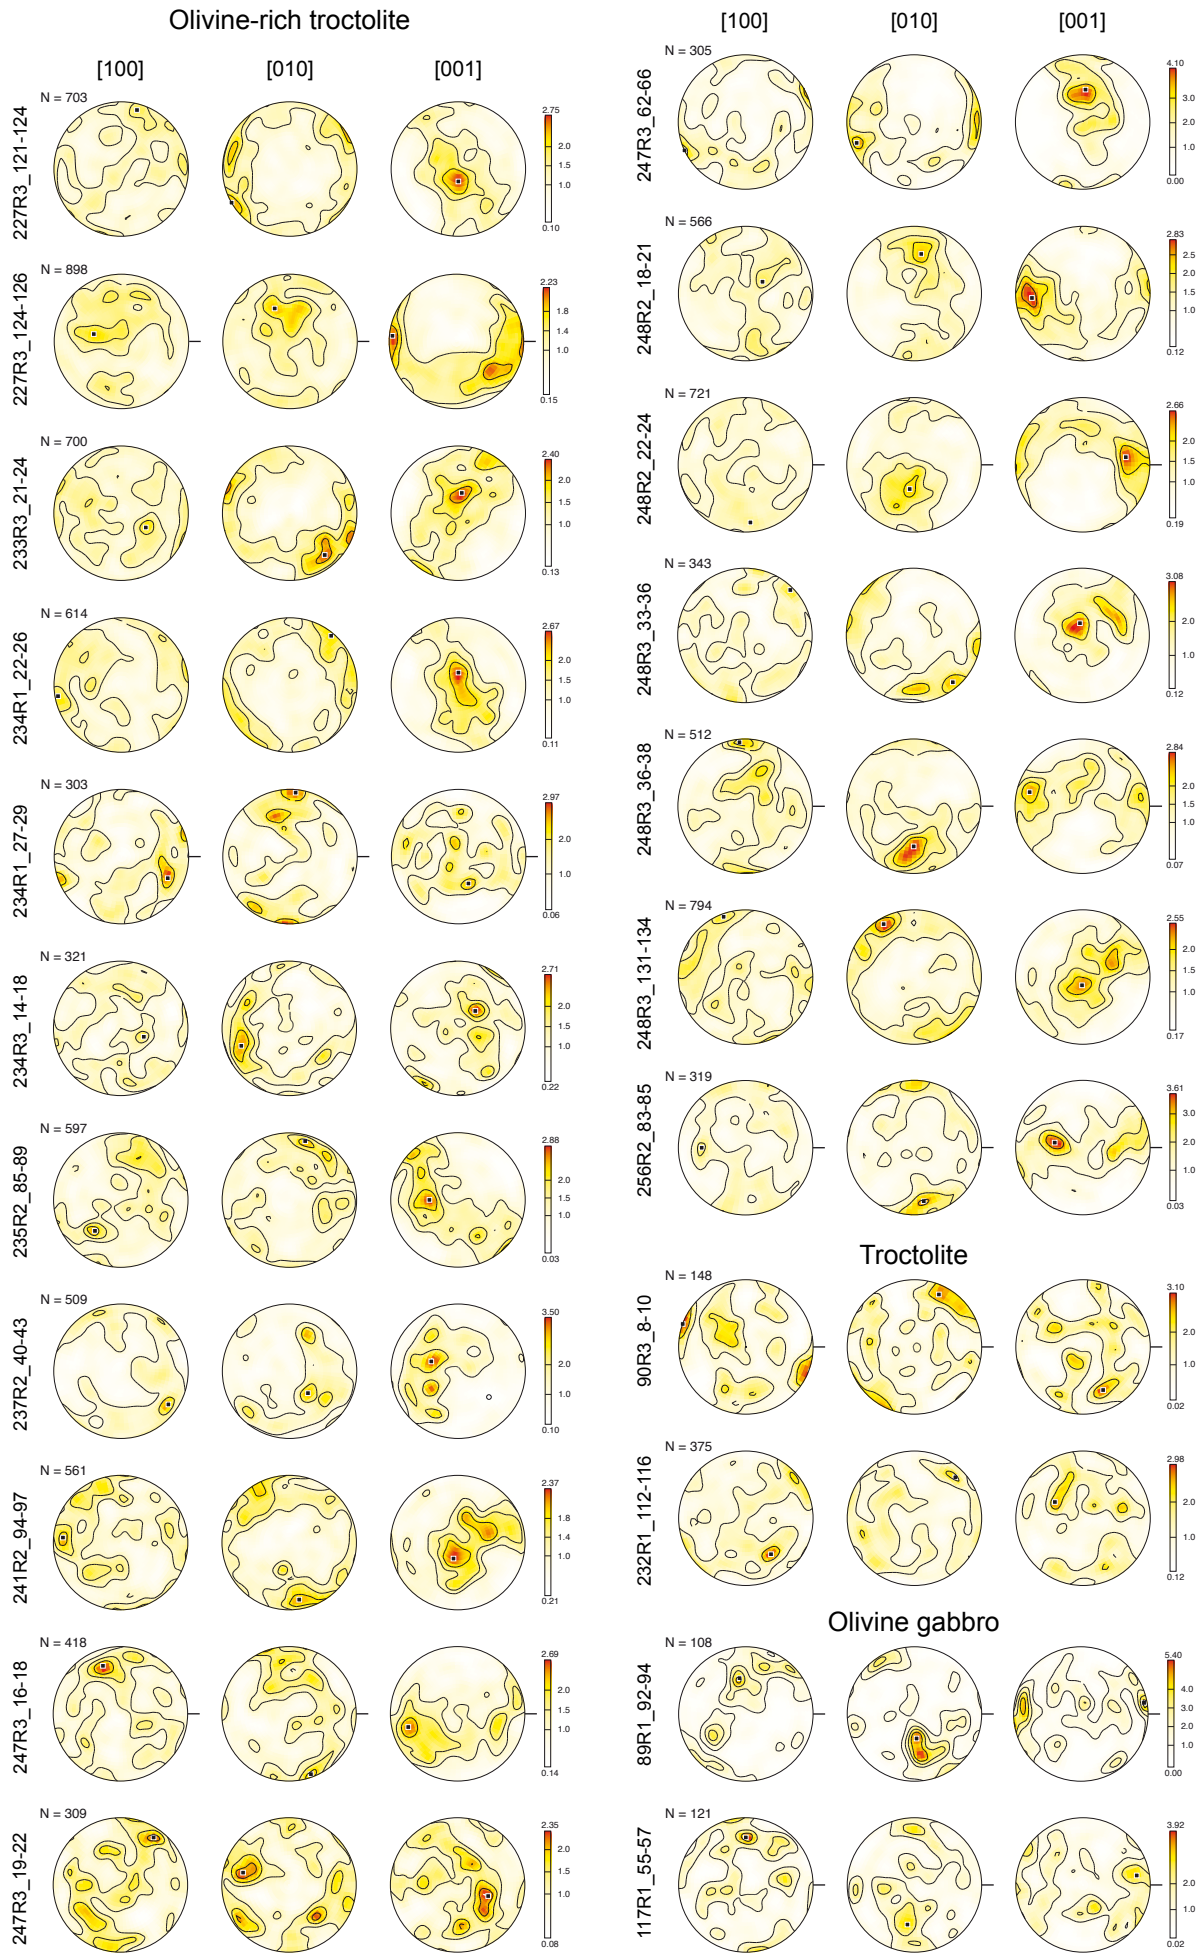 Olivine-rich troctolite
[100] [010] [001]
227R3_121-124
N = 703
2.75
2.0
1.5
1.0
0.10
227R3_124-126
N = 898
2.23
1.8
1.4
1.0
0.15
233R3_21-24
N = 700
2.40
2.0
1.5
1.0
0.13
234R1_22-26
N = 614
2.67
2.0
1.5
1.0
0.11
234R1_27-29
N = 303
2.97
2.0
1.0
0.06
234R3_14-18
N = 321
2.71
2.0
1.5
1.0
0.22
235R2_85-89
N = 597
2.88
2.0
1.5
1.0
0.03
237R2_40-43
N = 509
3.50
2.0
1.0
0.10
241R2_94-97
N = 561
2.37
1.8
1.4
1.0
0.21
247R3_16-18
N = 418
2.69
2.0
1.5
1.0
0.14
247R3_19-22
N = 309
2.35
2.0
1.5
1.0
0.08
[100] [010] [001]
247R3_62-66
N = 305
4.10
3.0
2.0
1.0
0.00
248R2_18-21
N = 566
2.83
2.5
2.0
1.5
1.0
0.12
248R2_22-24
N = 721
2.66
2.0
1.5
1.0
0.19
248R3_33-36
N = 343
3.08
2.0
1.0
0.12
248R3_36-38
N = 512
2.84
2.0
1.5
1.0
0.07
248R3_131-134
N = 794
2.55
2.0
1.5
1.0
0.17
256R2_83-85
N = 319
3.61
3.0
2.0
1.0
0.03
Troctolite
90R3_8-10
N = 148
3.10
2.0
1.0
0.02
232R1_112-116
N = 375
2.98
2.0
1.0
0.12
Olivine gabbro
89R1_92-94
N = 108
5.40
4.0
3.0
2.0
1.0
0.00
117R1_55-57
N = 121
3.92
2.0
1.0
0.02